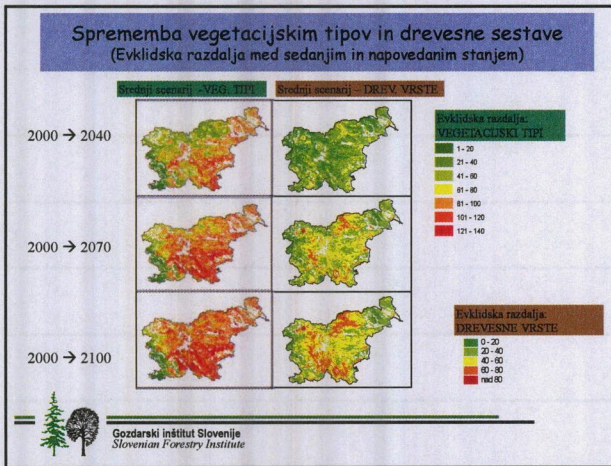 Sprememba vegetacijskim tipov in drevesne sestave
(Evklidska razdalja med sedanjim in napovedanim stanjem)
Srednji scenarij -VEG. TIPI
Srednji scenarij – DREV. VRSTE
2000 → 2040
2000 → 2070
2000 → 2100
Evklidska razdalja:
VEGETACIJSKI TIPI
1 - 20
21 - 40
41 - 60
61 - 80
81 - 100
101 - 120
121 - 140
Evklidska razdalja:
DREVESNE VRSTE
0 - 20
20 - 40
40 - 60
60 - 80
nad 80
Gozdarski inštitut Slovenije
Slovenian Forestry Institute